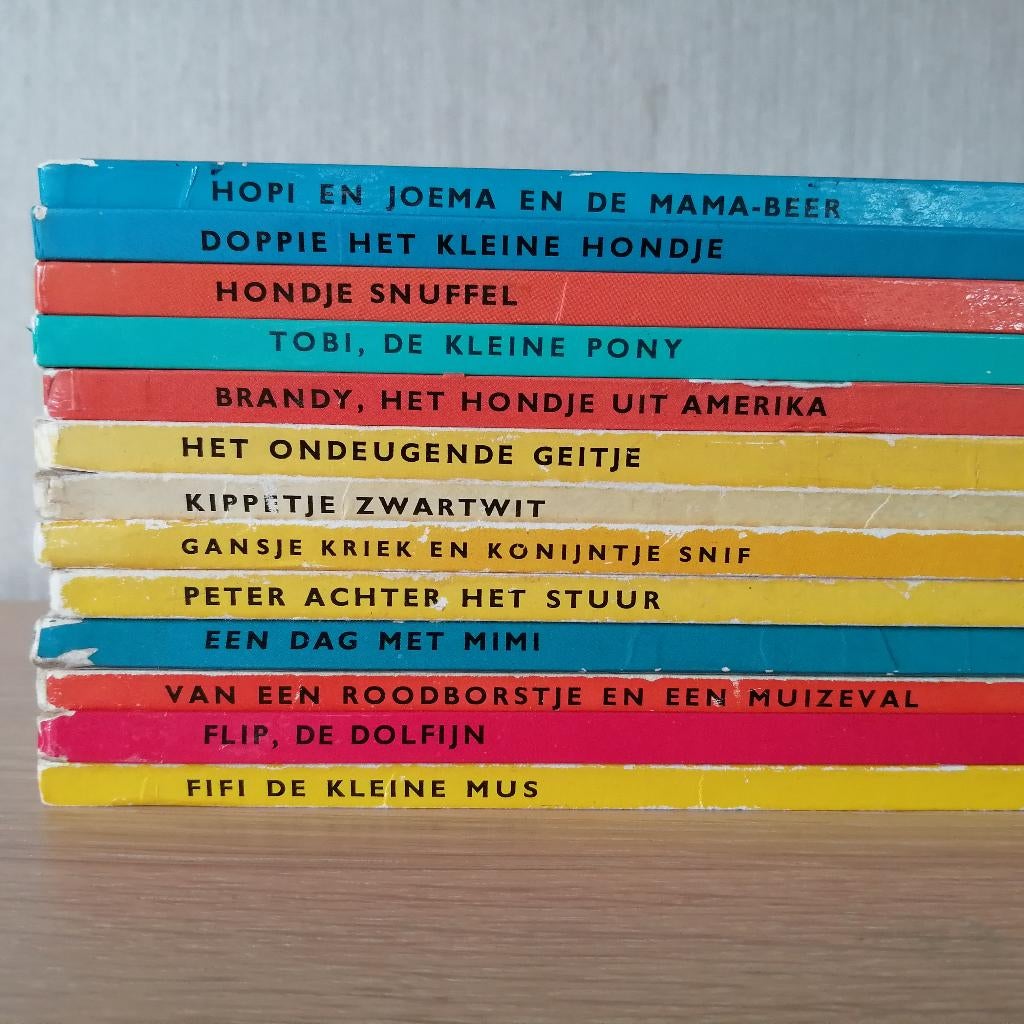 HOPI EN JOEMA EN DE MAMA-BEER
DOPPIE HET KLEINE HONDJE
HONDJE SNUFFEL
TOBI, DE KLEINE PONY
BRANDY, HET HONDJE UIT AMERIKA
HET ONDEUGENDE GEITJE
KIPPETJE ZWARTWIT
GANSJE KRIEK EN KONIJNTJE SNIF
PETER ACHTER HET STUUR
EEN DAG MET MIMI
VAN EEN ROODBORSTJE EN EEN MUIZEVAL
FLIP, DE DOLFIJN
FIFI DE KLEINE MUS